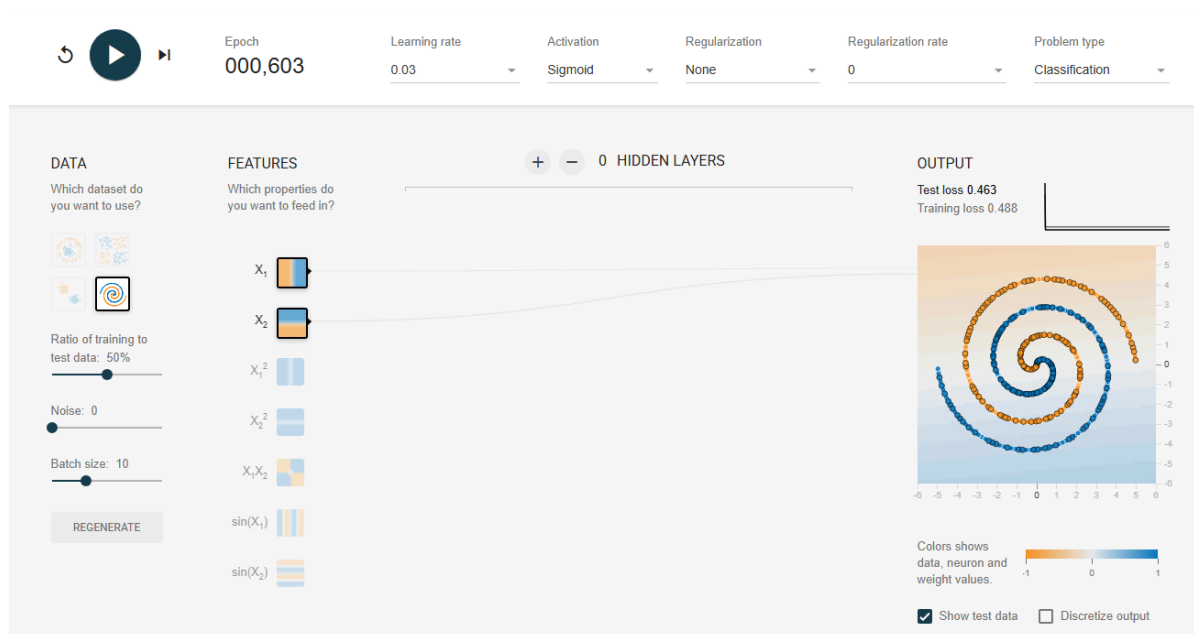 Epoch
000,603
Learning rate
0.03
Activation
Sigmoid
Regularization
None
Regularization rate
0
Problem type
Classification
DATA
Which dataset do
you want to use?
Ratio of training to
test data: 50%
Noise: 0
Batch size: 10
REGENERATE
FEATURES
Which properties do
you want to feed in?
X₁
X₂
X₁²
X₂²
X₁X₂
sin(X₁)
sin(X₂)
+ − 0 HIDDEN LAYERS
OUTPUT
Test loss 0.463
Training loss 0.488
6
5
4
3
2
1
0
-1
-2
-3
-4
-5
-6
-6 -5 -4 -3 -2 -1 0 1 2 3 4 5 6
Colors shows
data, neuron and
weight values.
-1 0 1
Show test data
Discretize output